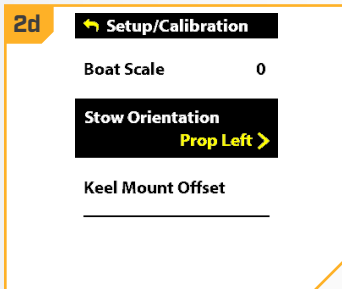 2d
Setup/Calibration
Boat Scale 0
Stow Orientation
Prop Left >
Keel Mount Offset